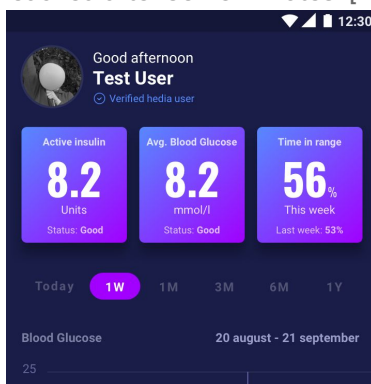 12:30
Good afternoon
Test User
Verified hedia user
Active insulin
8.2
Units
Status: Good
Avg. Blood Glucose
8.2
mmol/l
Status: Good
Time in range
56%
This week
Last week: 53%
Today 1W 1M 3M 6M 1Y
Blood Glucose 20 august - 21 september
25